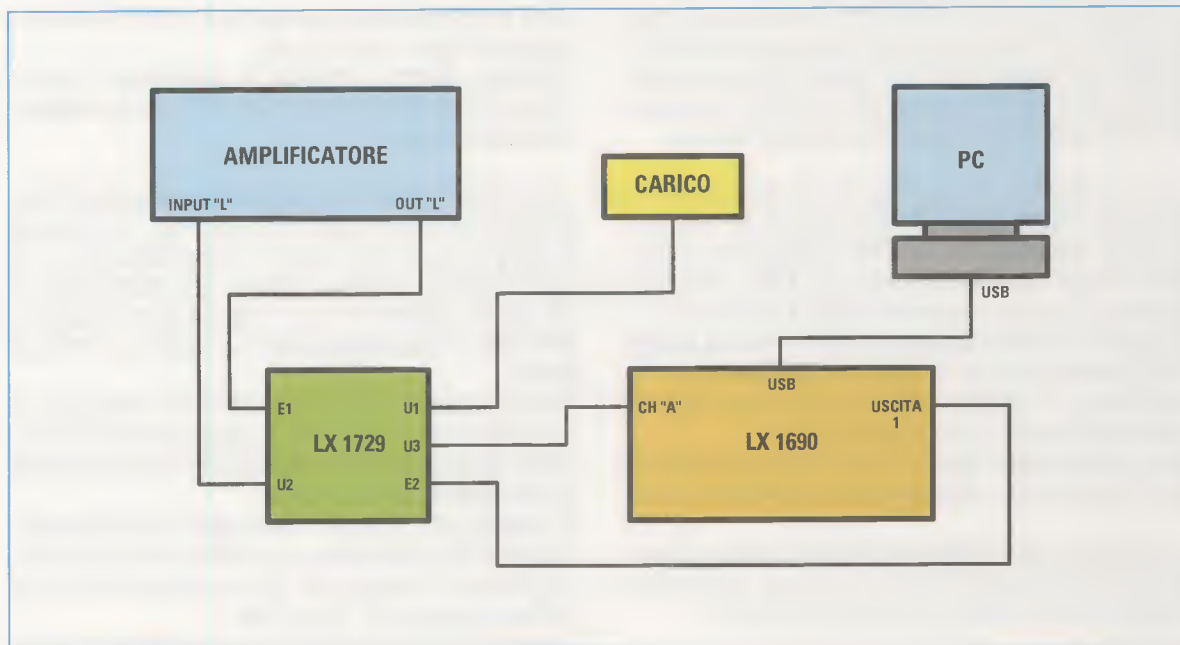 AMPLIFICATORE
INPUT "L"
OUT "L"
CARICO
PC
USB
E1
U1
LX 1729
U3
U2
E2
USB
CH "A"
USCITA
1
LX 1690